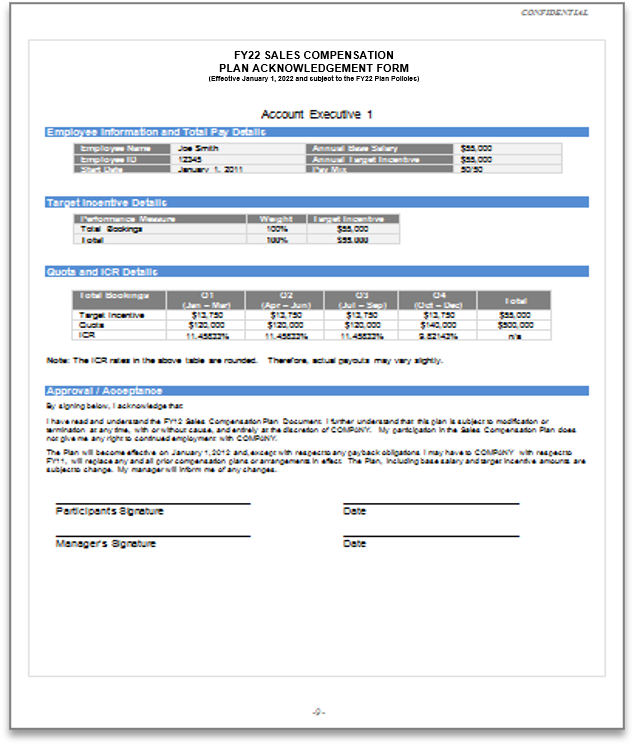 CONFIDENTIAL
FY22 SALES COMPENSATION
PLAN ACKNOWLEDGEMENT FORM
(Effective January 1, 2022 and subject to the FY22 Plan Policies)
Account Executive 1
Employee Information and Total Pay Details
Employee Name Joe Smith Annual Base Salary $55,000
Employee ID 12345 Annual Target Incentive $55,000
Start Date January 1, 2011 Pay Mix 50/50
Target Incentive Details
Performance Measure Weight Target Incentive
Total Bookings 100% $55,000
Total 100% $55,000
Quota and ICR Details
Total Bookings Q1 Q2 Q3 Q4 Total
(Jan – Mar) (Apr – Jun) (Jul – Sep) (Oct – Dec)
Target Incentive $13,750 $13,750 $13,750 $13,750 $55,000
Quota $120,000 $120,000 $120,000 $140,000 $500,000
ICR 11.45833% 11.45833% 11.45833% 9.82143% n/a
Note: The ICR rates in the above table are rounded. Therefore, actual payouts may vary slightly.
Approval / Acceptance
By signing below, I acknowledge that:
I have read and understand the FY12 Sales Compensation Plan Document. I further understand that this plan is subject to modification or
termination at any time, with or without cause, and entirely at the discretion of COMPANY. My participation in the Sales Compensation Plan does
not give me any right to continued employment with COMPANY.
The Plan will become effective on January 1, 2012 and, except with respect to any payback obligations I may have to COMPANY with respect to
FY11, will replace any and all prior compensation plans or arrangements in effect. The Plan, including base salary and target incentive amounts are
subject to change. My manager will inform me of any changes.
Participant's Signature Date
Manager's Signature Date
-9-